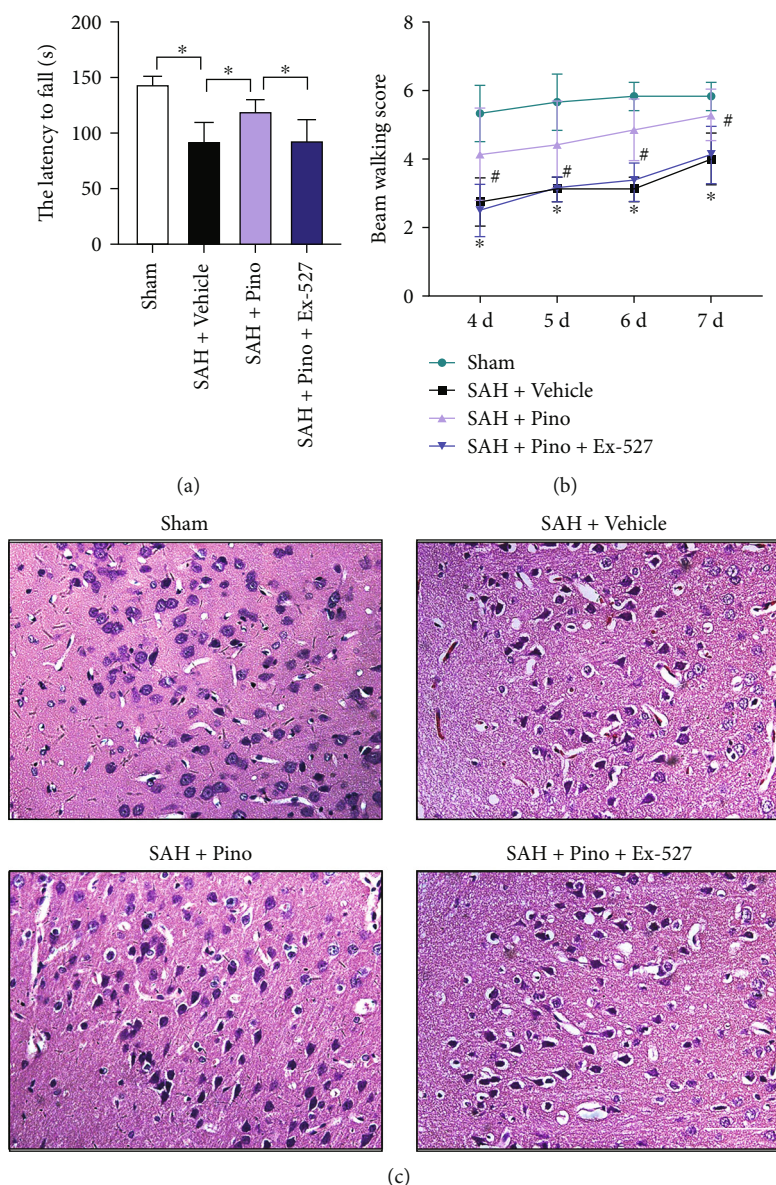 200
150
100
50
0
The latency to fall (s)
*
*
*
Sham
SAH + Vehicle
SAH + Pino
SAH + Pino + Ex-527
(a)
8
6
4
2
0
Beam walking score
#
#
#
#
*
*
*
*
4 d
5 d
6 d
7 d
Sham
SAH + Vehicle
SAH + Pino
SAH + Pino + Ex-527
(b)
Sham
SAH + Vehicle
SAH + Pino
SAH + Pino + Ex-527
(c)